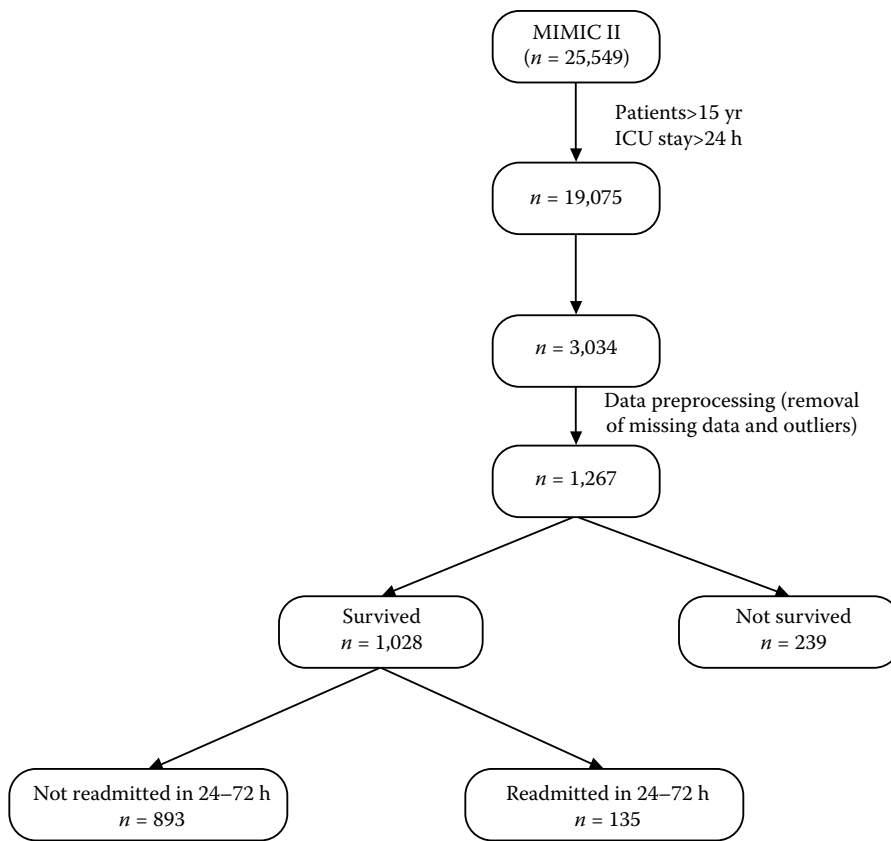 MIMIC II
(n = 25,549)
Patients>15 yr
ICU stay>24 h
n = 19,075
n = 3,034
Data preprocessing (removal
of missing data and outliers)
n = 1,267
Survived
n = 1,028
Not survived
n = 239
Not readmitted in 24–72 h
n = 893
Readmitted in 24–72 h
n = 135